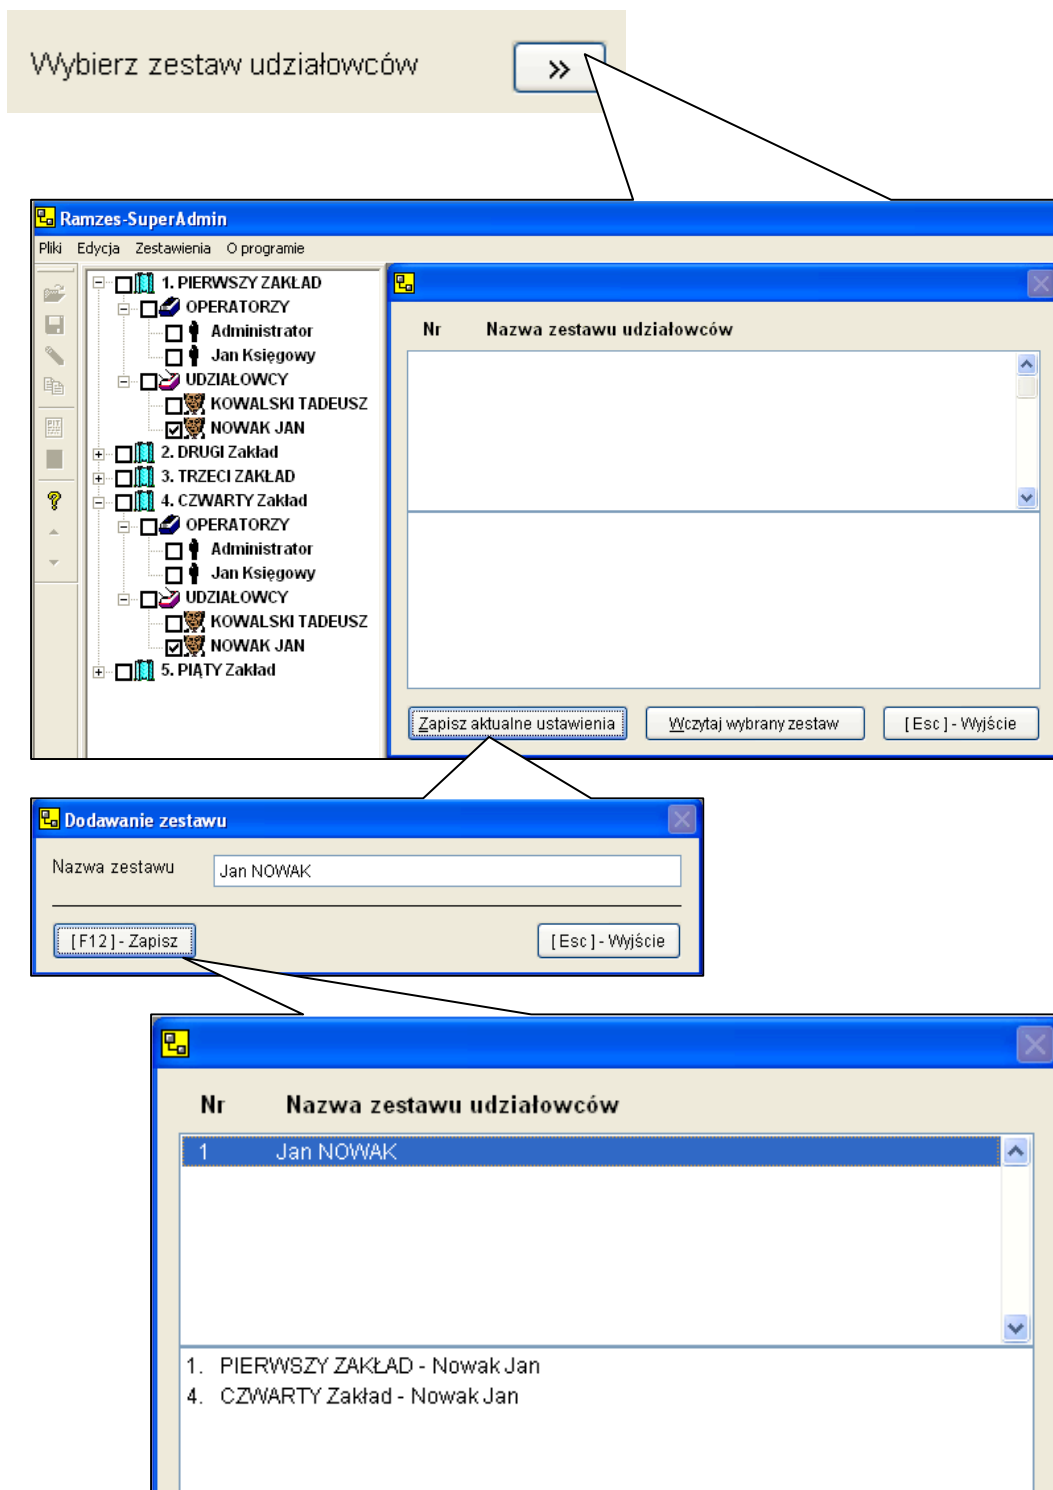 Wybierz zestaw udziałowców
>>
Ramzes-SuperAdmin
Pliki Edycja Zestawienia O programie
1. PIERWSZY ZAKŁAD
OPERATORZY
Administrator
Jan Księgowy
UDZIAŁOWCY
KOWALSKI TADEUSZ
NOWAK JAN
2. DRUGI Zakład
3. TRZECI ZAKŁAD
4. CZWARTY Zakład
OPERATORZY
Administrator
Jan Księgowy
UDZIAŁOWCY
KOWALSKI TADEUSZ
NOWAK JAN
5. PIĄTY Zakład
Nr Nazwa zestawu udziałowców
Zapisz aktualne ustawienia Wczytaj wybrany zestaw [ Esc ] - Wyjście
Dodawanie zestawu
Nazwa zestawu Jan NOWAK
[ F12 ] - Zapisz [ Esc ] - Wyjście
Nr Nazwa zestawu udziałowców
1 Jan NOWAK
1. PIERWSZY ZAKŁAD - Nowak Jan
4. CZWARTY Zakład - Nowak Jan